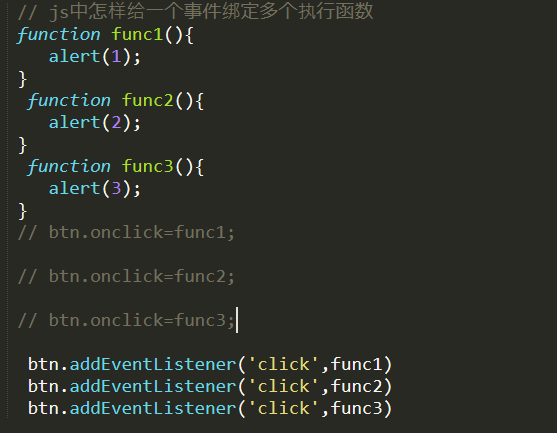 // js中怎样给一个事件绑定多个执行函数
function func1(){
alert(1);
}
function func2(){
alert(2);
}
function func3(){
alert(3);
}
// btn.onclick=func1;
// btn.onclick=func2;
// btn.onclick=func3;
btn.addEventListener('click',func1)
btn.addEventListener('click',func2)
btn.addEventListener('click',func3)